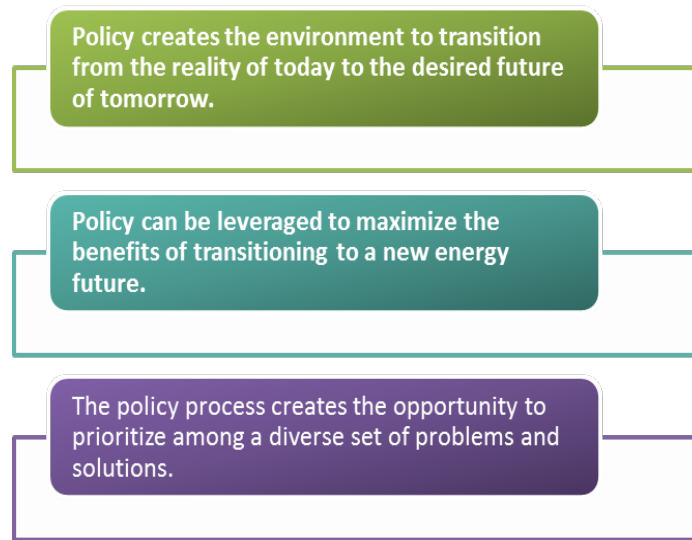 Policy creates the environment to transition
from the reality of today to the desired future
of tomorrow.
Policy can be leveraged to maximize the
benefits of transitioning to a new energy
future.
The policy process creates the opportunity to
prioritize among a diverse set of problems and
solutions.